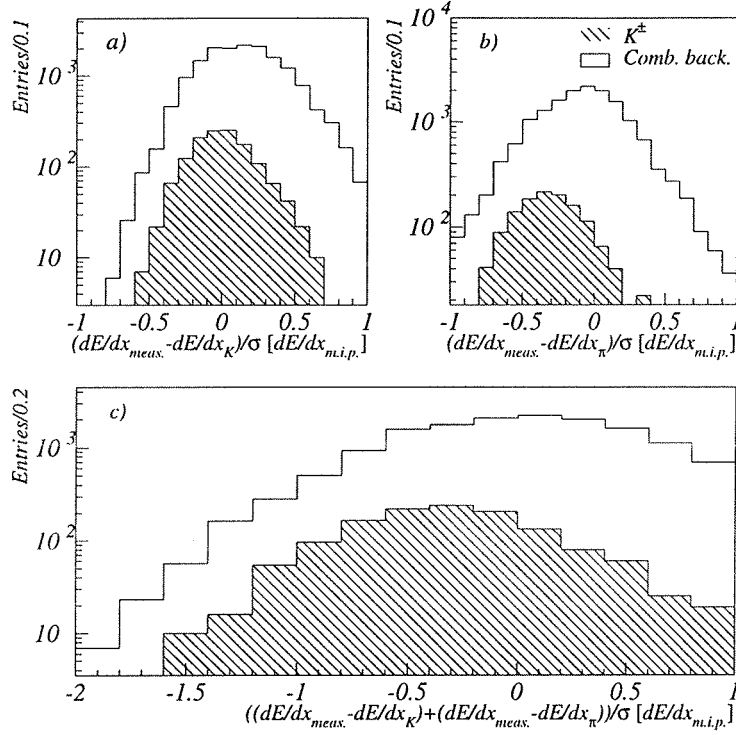 a)
Entries/0.1
10^3
10^2
10
-1 -0.5 0 0.5 1
(dE/dx_meas.-dE/dx_K)/σ [dE/dx_m.i.p.]
b)
K^±
Comb. back.
Entries/0.1
10^4
10^3
10^2
-1 -0.5 0 0.5 1
(dE/dx_meas.-dE/dx_π)/σ [dE/dx_m.i.p.]
c)
Entries/0.2
10^3
10^2
10
-2 -1.5 -1 -0.5 0 0.5 1
((dE/dx_meas.-dE/dx_K)+(dE/dx_meas.-dE/dx_π))/σ [dE/dx_m.i.p.]